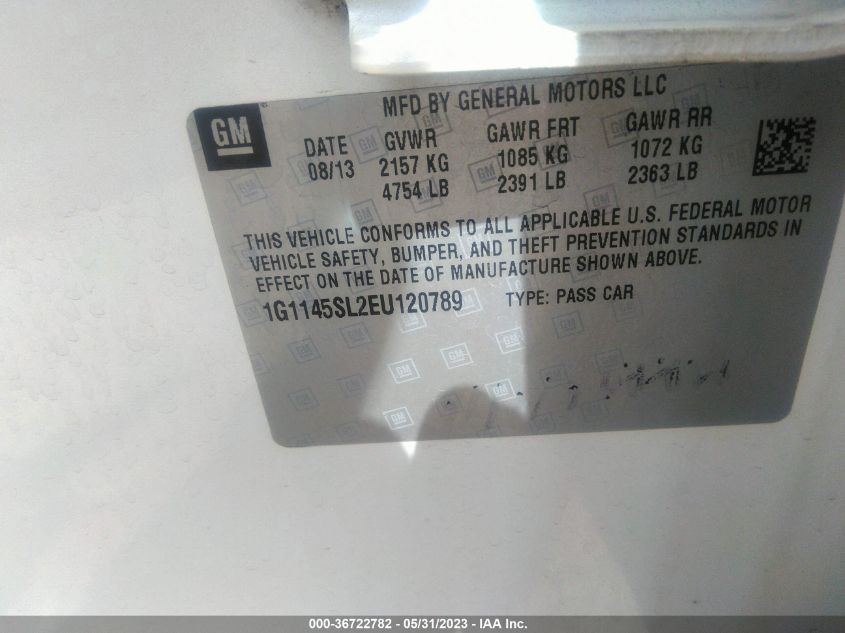 MFD BY GENERAL MOTORS LLC
GM
DATE GVWR GAWR FRT GAWR RR
08/13 2157 KG 1085 KG 1072 KG
4754 LB 2391 LB 2363 LB
THIS VEHICLE CONFORMS TO ALL APPLICABLE U.S. FEDERAL MOTOR
VEHICLE SAFETY, BUMPER, AND THEFT PREVENTION STANDARDS IN
EFFECT ON THE DATE OF MANUFACTURE SHOWN ABOVE.
1G1145SL2EU120789 TYPE: PASS CAR
000-36722782 - 05/31/2023 - IAA Inc.